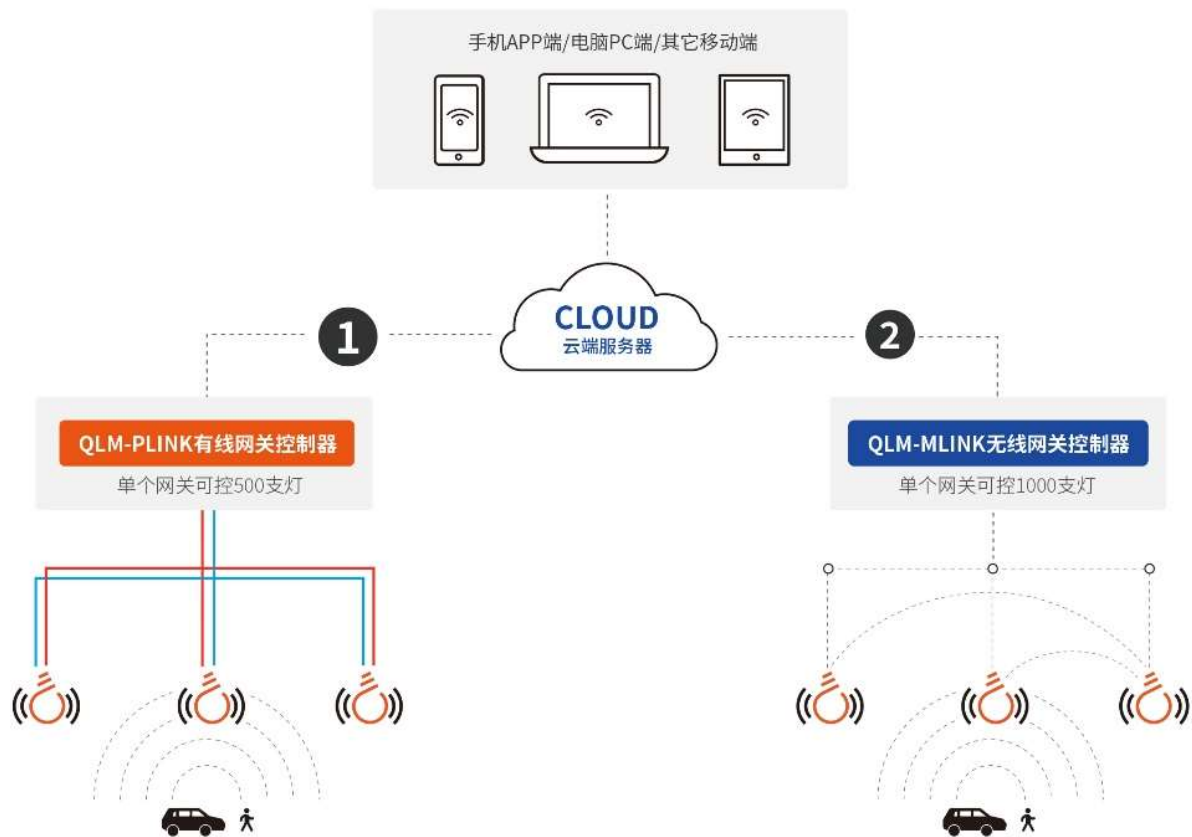 手机APP端/电脑PC端/其它移动端
CLOUD
云端服务器
1
2
QLM-PLINK有线网关控制器
单个网关可控500支灯
QLM-MLINK无线网关控制器
单个网关可控1000支灯